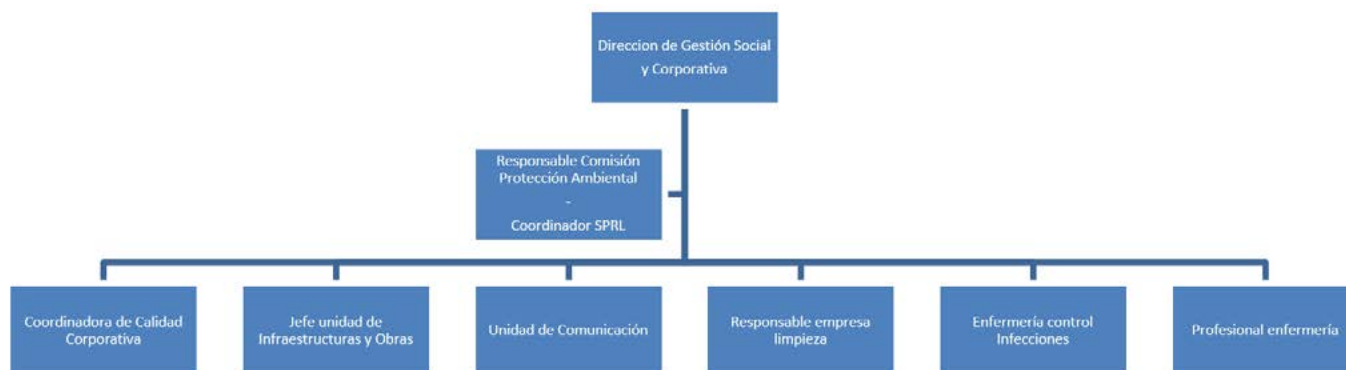 Direccion de Gestión Social
y Corporativa
Responsable Comisión
Protección Ambiental
-
Coordinador SPRL
Coordinadora de Calidad
Corporativa
Jefe unidad de
Infraestructuras y Obras
Unidad de Comunicación
Responsable empresa
limpieza
Enfermería control
Infecciones
Profesional enfermería